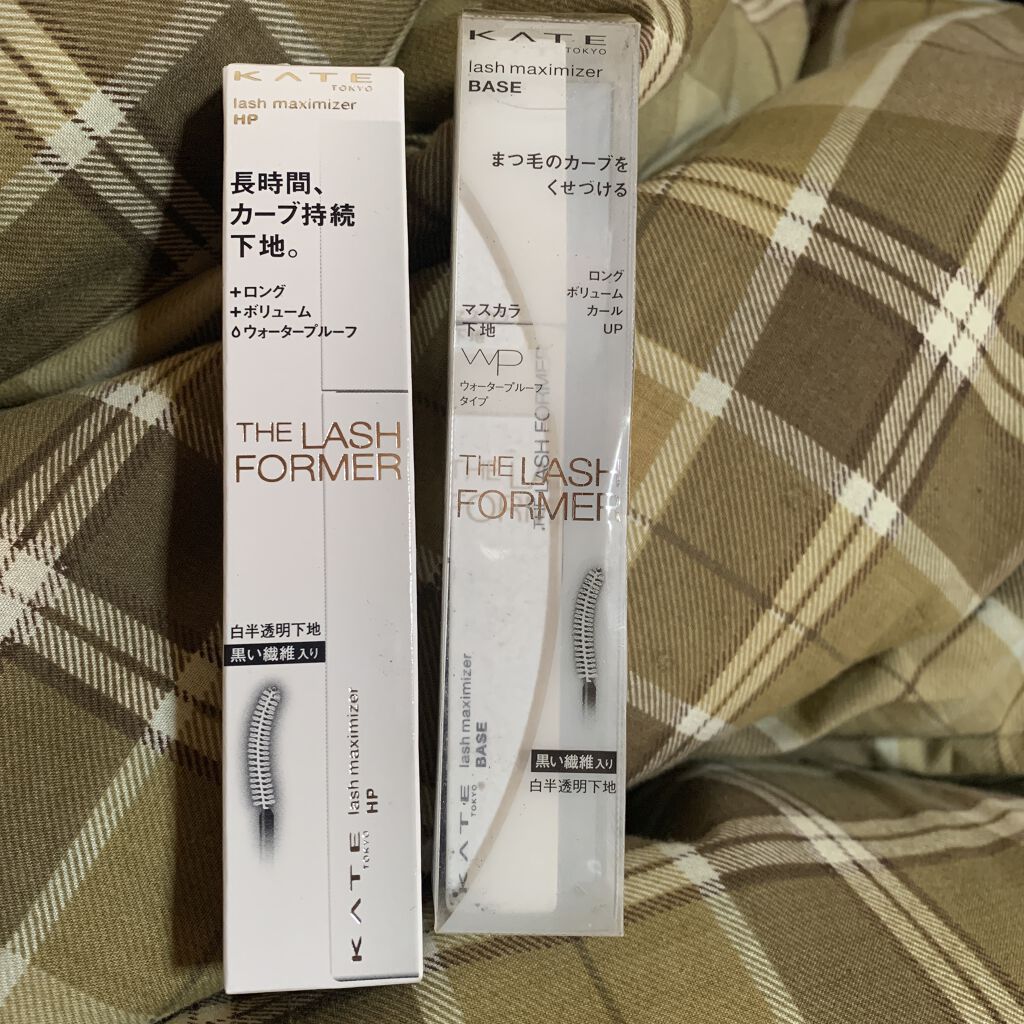 KATE
TOKYO
lash maximizer
HP
長時間、
カーブ持続
下地。
+ロング
+ボリューム
ウォータープルーフ
THE LASH
FORMER
白半透明下地
黒い繊維入り
KATE
TOKYO
lash maximizer
HP
KATE
TOKYO
lash maximizer
BASE
まつ毛のカーブを
くせづける
ロング
ボリューム
カール
UP
マスカラ
下地
WP
ウォータープルーフ
タイプ
THE LASH
FORMER
THE LASH FORMER
黒い繊維入り
白半透明下地
KATE
TOKYO
lash maximizer
BASE